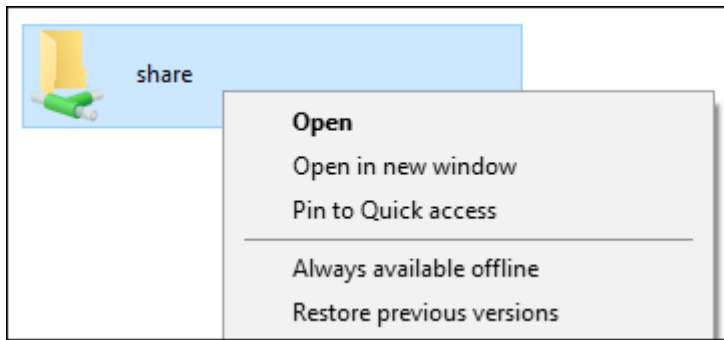 share
Open
Open in new window
Pin to Quick access
Always available offline
Restore previous versions